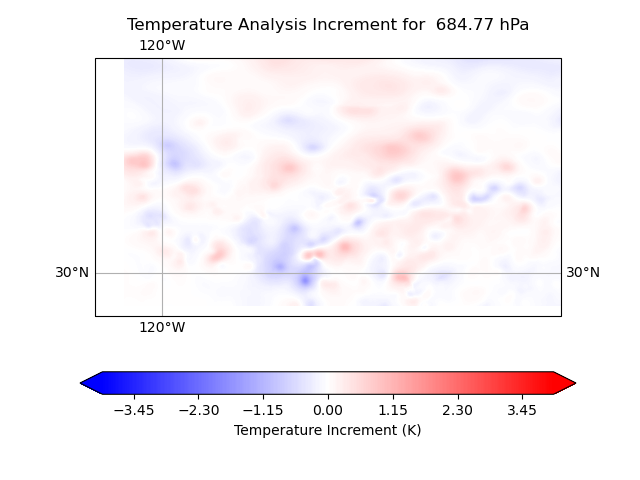 Temperature Analysis Increment for  684.77 hPa
120°W
30°N
30°N
120°W
−3.45
−2.30
−1.15
0.00
1.15
2.30
3.45
Temperature Increment (K)